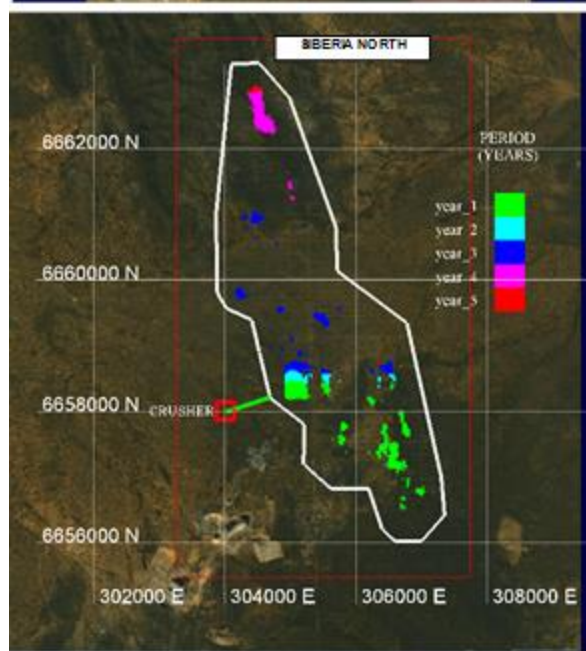 SIBERIA NORTH
6662000 N
PERIOD
(YEARS)
year_1
year_2
year_3
year_4
year_5
6660000 N
6658000 N
CRUSHER
6656000 N
302000 E
304000 E
306000 E
308000 E